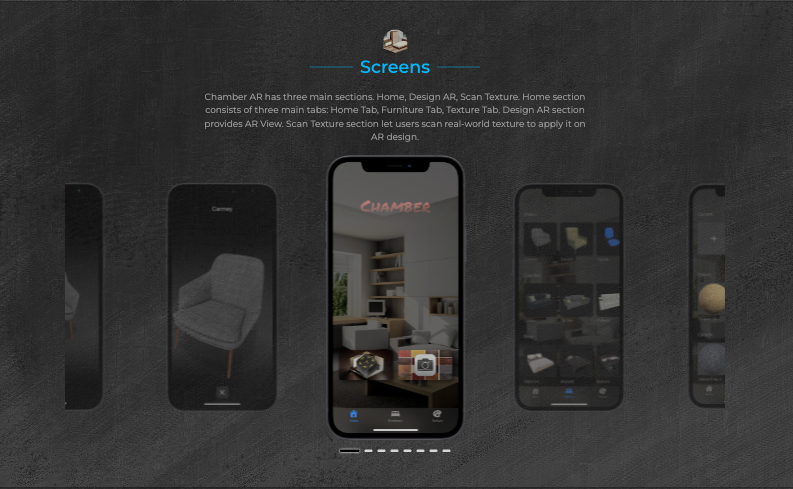 Screens
Chamber AR has three main sections. Home, Design AR, Scan Texture. Home section
consists of three main tabs: Home Tab, Furniture Tab, Texture Tab. Design AR section
provides AR View. Scan Texture section let users scan real-world texture to apply it on
AR design.
CHAMBER